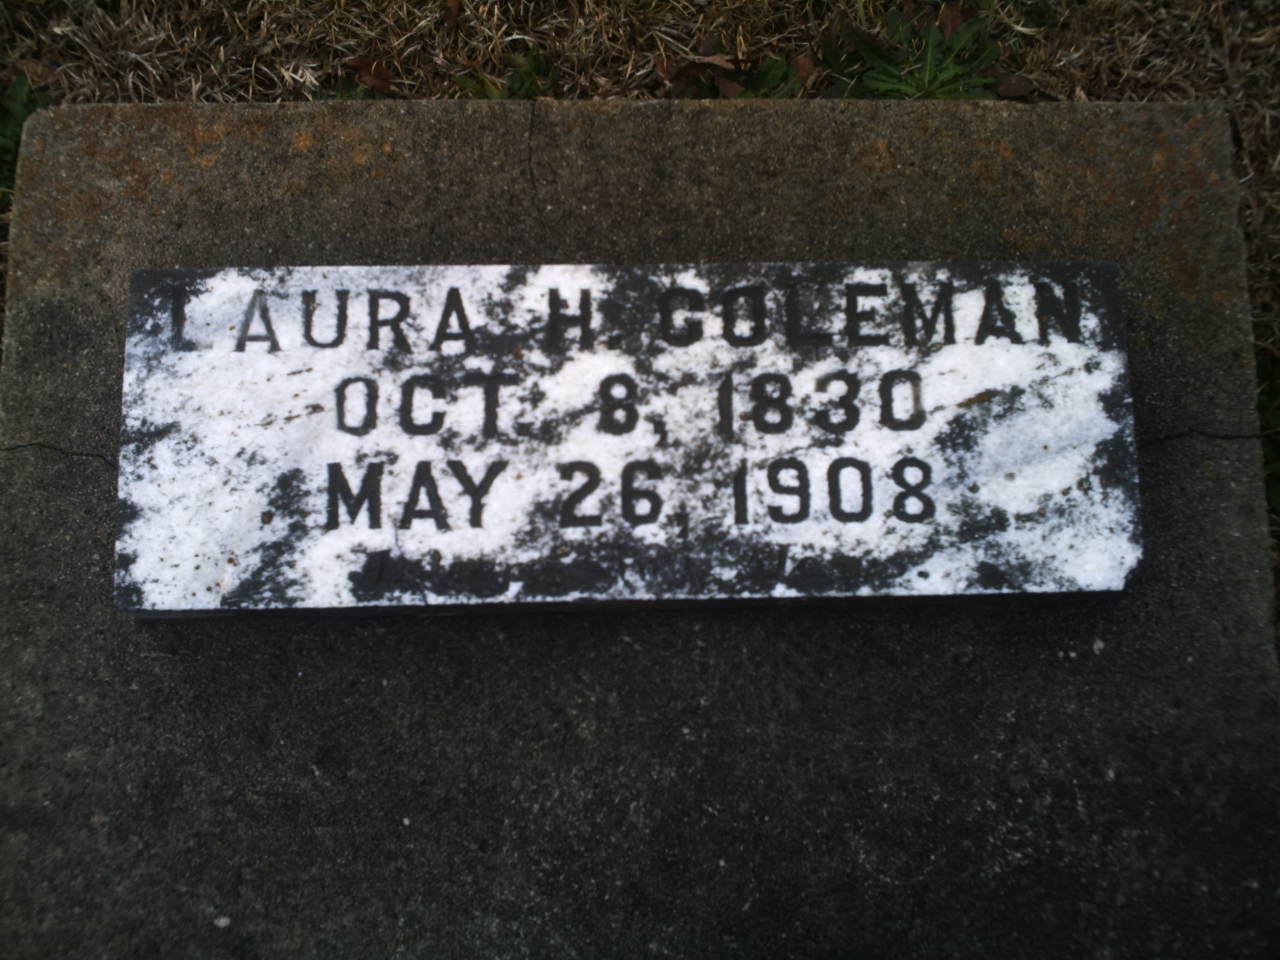 LAURA H. COLEMAN
OCT. 8, 1830
MAY 26, 1908